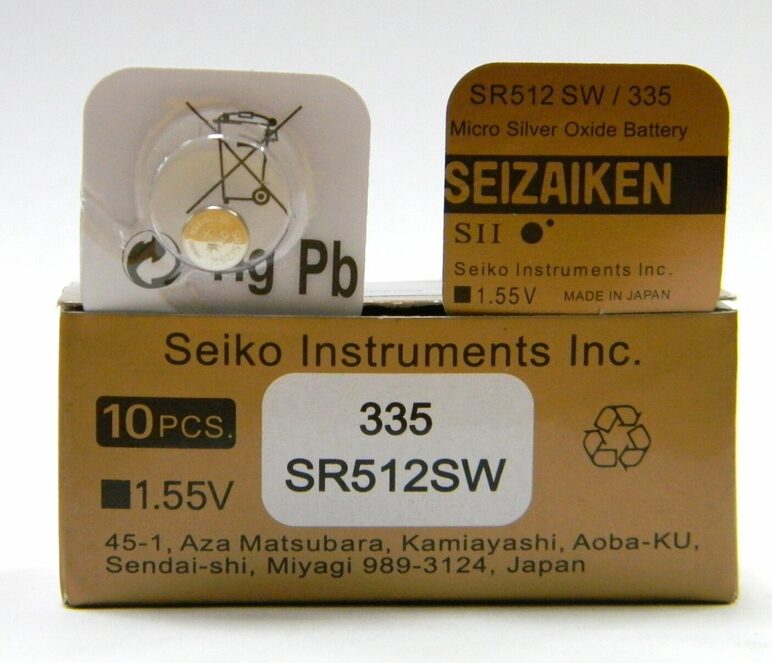 Hg Pb
SR512 SW / 335
Micro Silver Oxide Battery
SEIZAIKEN
SII
Seiko Instruments Inc.
1.55V MADE IN JAPAN
Seiko Instruments Inc.
10PCS.
335
SR512SW
1.55V
45-1, Aza Matsubara, Kamiayashi, Aoba-KU,
Sendai-shi, Miyagi 989-3124, Japan